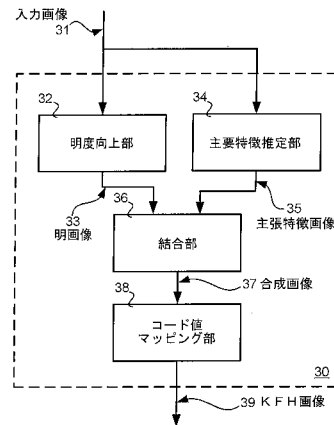 入力画像
31
32
明度向上部
34
主要特徴推定部
33
明画像
35
主張特徴画像
36
結合部
37 合成画像
38
コード値
マッピング部
30
39 KFH画像